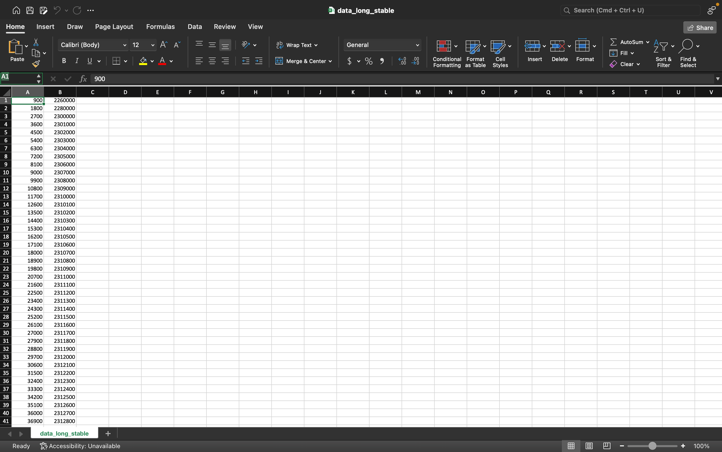 data_long_stable
Search (Cmd + Ctrl + U)
Home Insert Draw Page Layout Formulas Data Review View
Share
Paste
Calibri (Body) 12
B I U
Wrap Text
Merge & Center
General
$ % 9
Conditional Formatting
Format as Table
Cell Styles
Insert Delete Format
AutoSum
Fill
Clear
Sort & Filter
Find & Select
A1 fx 900
A B C D E F G H I J K L M N O P Q R S T U V
1 900 2260000
2 1800 2280000
3 2700 2300000
4 3600 2301000
5 4500 2302000
6 5400 2303000
7 6300 2304000
8 7200 2305000
9 8100 2306000
10 9000 2307000
11 9900 2308000
12 10800 2309000
13 11700 2310000
14 12600 2310100
15 13500 2310200
16 14400 2310300
17 15300 2310400
18 16200 2310500
19 17100 2310600
20 18000 2310700
21 18900 2310800
22 19800 2310900
23 20700 2311000
24 21600 2311100
25 22500 2311200
26 23400 2311300
27 24300 2311400
28 25200 2311500
29 26100 2311600
30 27000 2311700
31 27900 2311800
32 28800 2311900
33 29700 2312000
34 30600 2312100
35 31500 2312200
36 32400 2312300
37 33300 2312400
38 34200 2312500
39 35100 2312600
40 36000 2312700
41 36900 2312800
data_long_stable
Ready Accessibility: Unavailable 100%